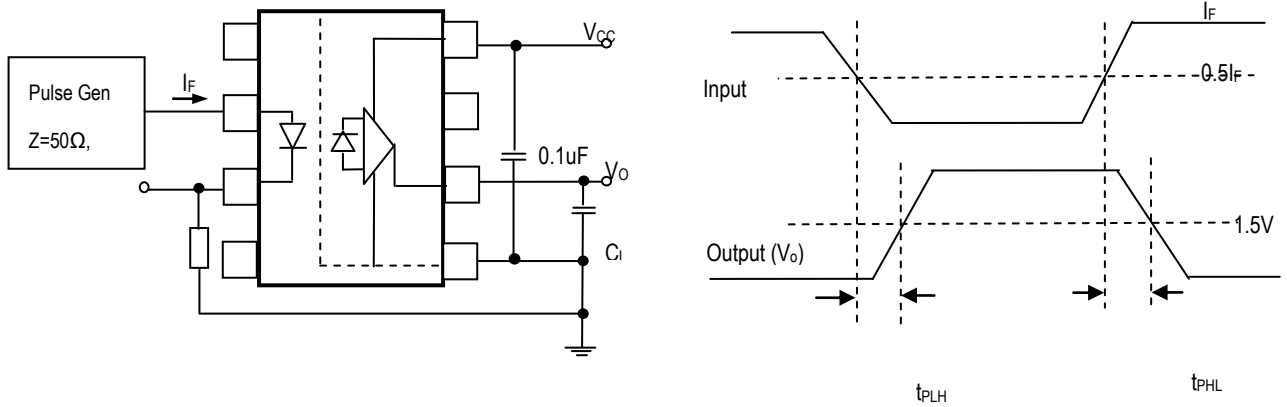 Pulse Gen
Z=50Ω,
IF
VCC
0.1uF
VO
CL
Input
IF
0.5IF
Output (Vo)
1.5V
tPLH
tPHL